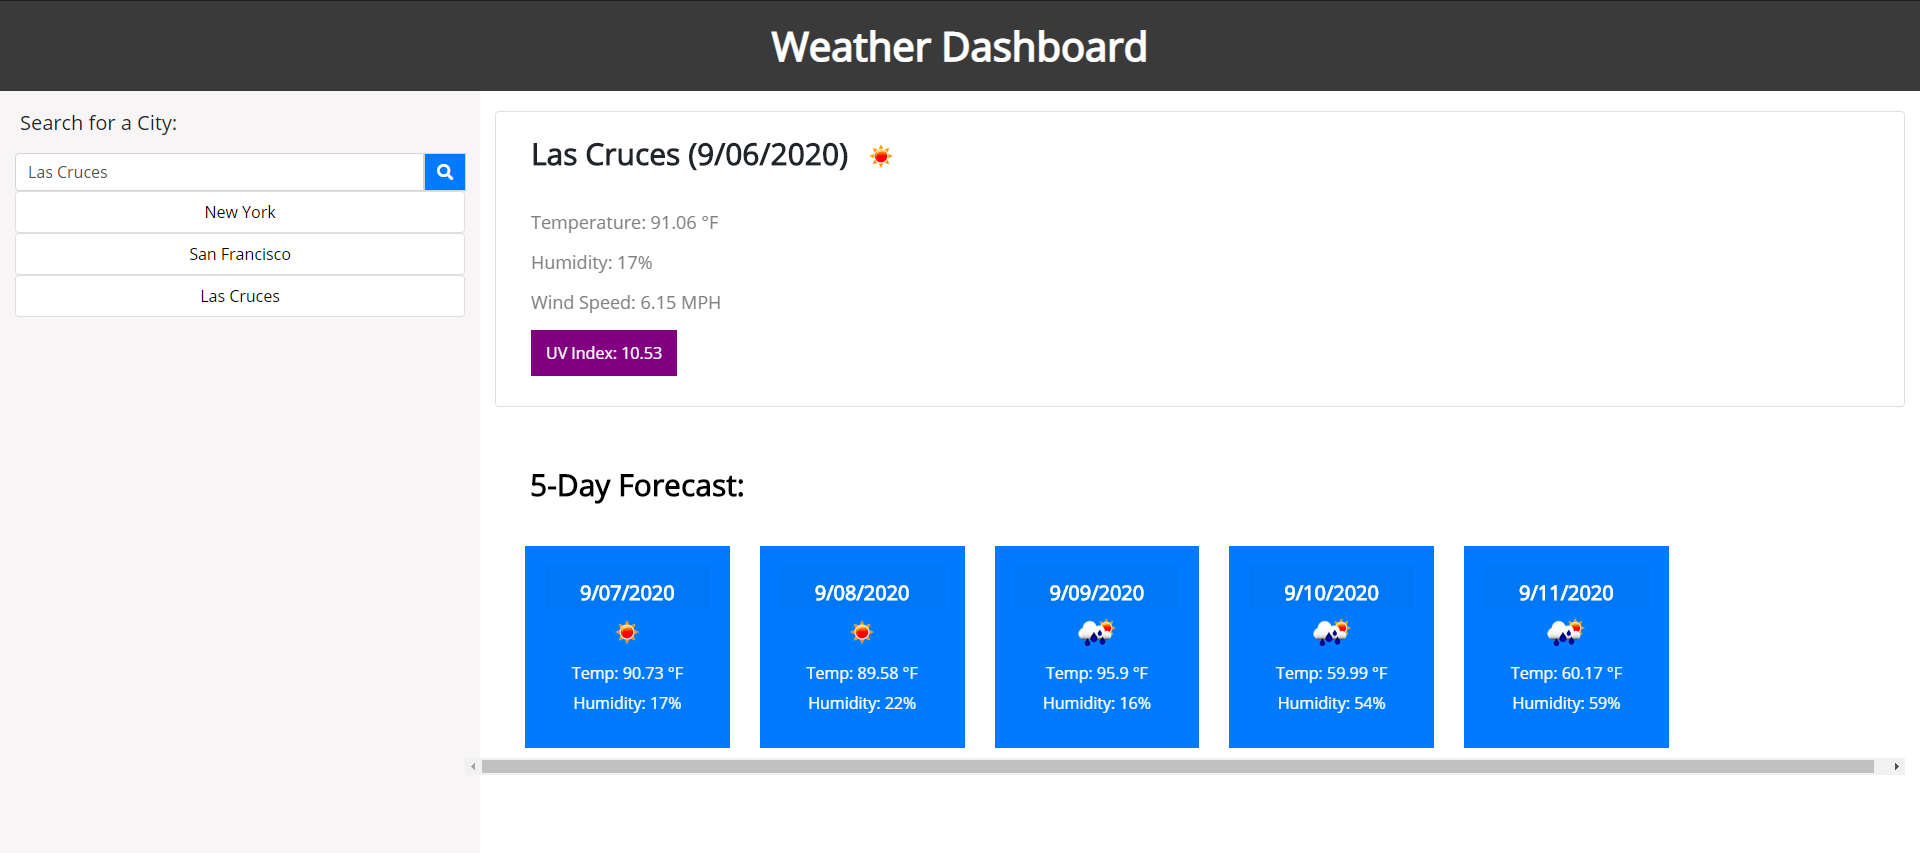 Weather Dashboard
Search for a City:
Las Cruces
New York
San Francisco
Las Cruces
Las Cruces (9/06/2020)
Temperature: 91.06 °F
Humidity: 17%
Wind Speed: 6.15 MPH
UV Index: 10.53
5-Day Forecast:
9/07/2020
Temp: 90.73 °F
Humidity: 17%
9/08/2020
Temp: 89.58 °F
Humidity: 22%
9/09/2020
Temp: 95.9 °F
Humidity: 16%
9/10/2020
Temp: 59.99 °F
Humidity: 54%
9/11/2020
Temp: 60.17 °F
Humidity: 59%